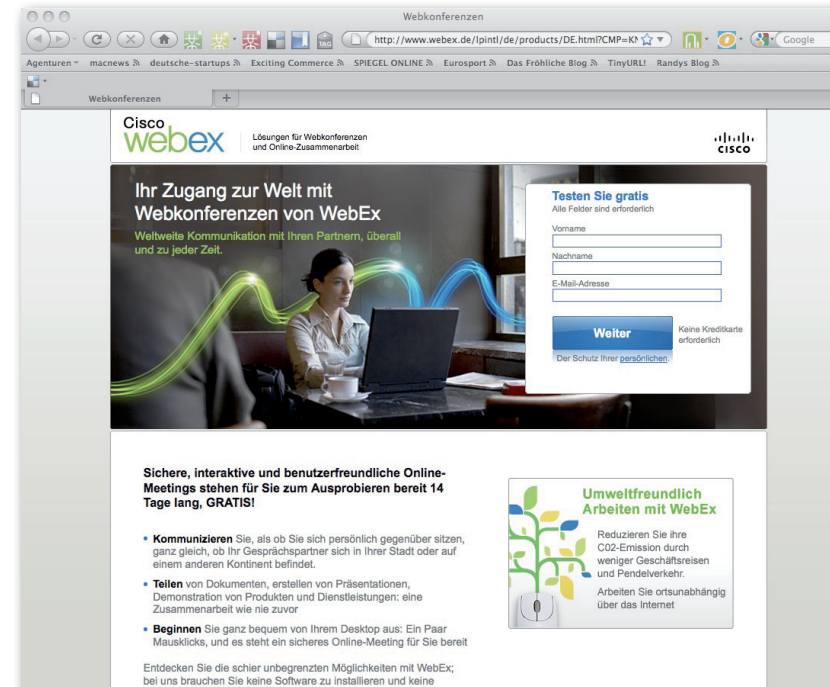 Webkonferenzen
http://www.webex.de/lpintl/de/products/DE.html?CMP=KN
Google
TAG
Agenturen macnews deutsche-startups Exciting Commerce SPIEGEL ONLINE Eurosport Das Fröhliche Blog TinyURL! Randys Blog
Webkonferenzen +
Cisco
webex
Lösungen für Webkonferenzen
und Online-Zusammenarbeit
CISCO
Ihr Zugang zur Welt mit
Webkonferenzen von WebEx
Weltweite Kommunikation mit Ihren Partnern, überall
und zu jeder Zeit.
Testen Sie gratis
Alle Felder sind erforderlich
Vorname
Nachname
E-Mail-Adresse
Weiter
Keine Kreditkarte
erforderlich
Der Schutz Ihrer persönlichen.
Sichere, interaktive und benutzerfreundliche Online-
Meetings stehen für Sie zum Ausprobieren bereit 14
Tage lang, GRATIS!
• Kommunizieren Sie, als ob Sie sich persönlich gegenüber sitzen,
ganz gleich, ob Ihr Gesprächspartner sich in Ihrer Stadt oder auf
einem anderen Kontinent befindet.
• Teilen von Dokumenten, erstellen von Präsentationen,
Demonstration von Produkten und Dienstleistungen: eine
Zusammenarbeit wie nie zuvor
• Beginnen Sie ganz bequem von Ihrem Desktop aus: Ein Paar
Mausklicks, und es steht ein sicheres Online-Meeting für Sie bereit
Entdecken Sie die schier unbegrenzten Möglichkeiten mit WebEx;
bei uns brauchen Sie keine Software zu installieren und keine
Umweltfreundlich
Arbeiten mit WebEx
Reduzieren Sie ihre
C02-Emission durch
weniger Geschäftsreisen
und Pendelverkehr.
Arbeiten Sie ortsunabhängig
über das Internet